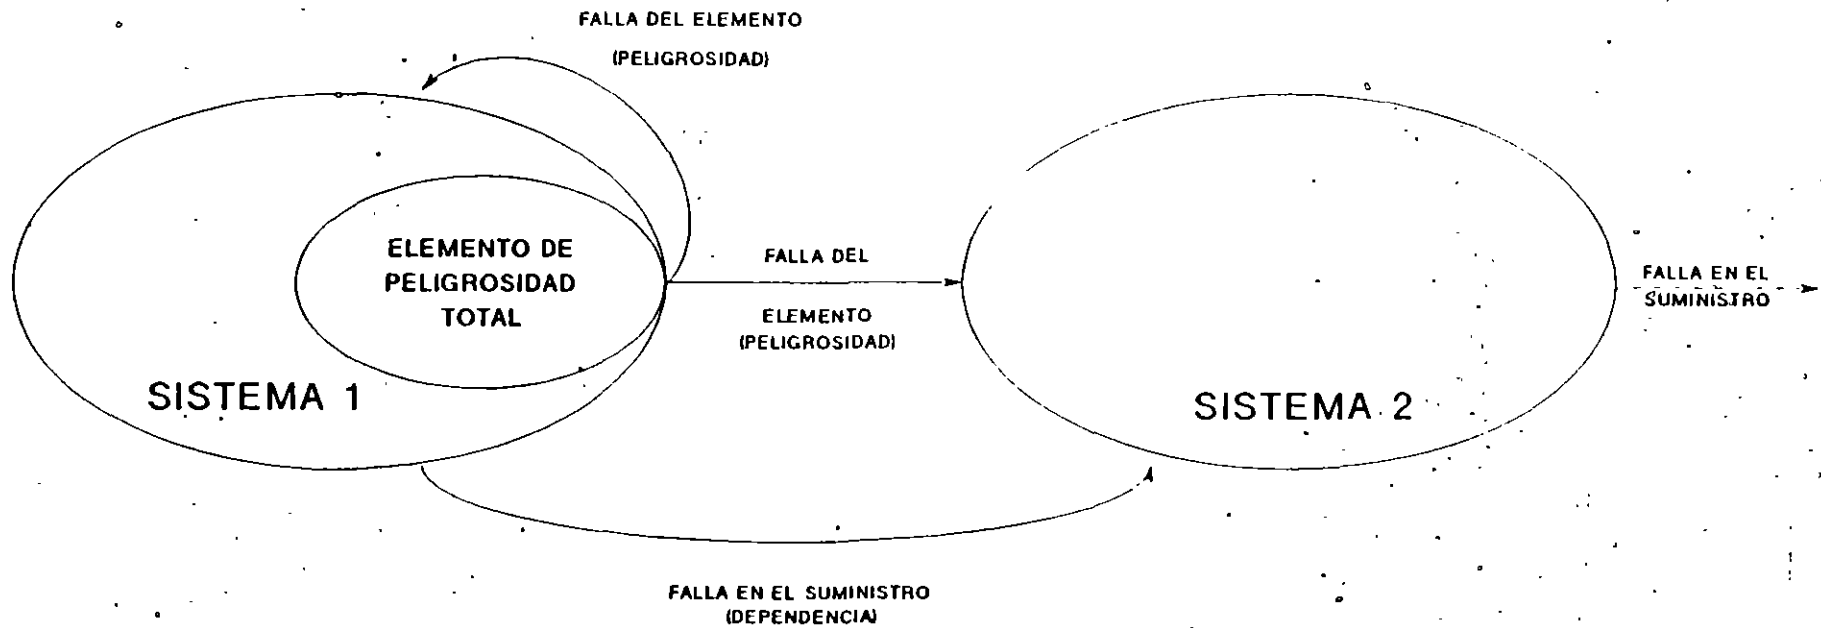 FALLA DEL ELEMENTO
(PELIGROSIDAD)
ELEMENTO DE
PELIGROSIDAD
TOTAL
FALLA DEL
ELEMENTO
(PELIGROSIDAD)
FALLA EN EL
SUMINISTRO
SISTEMA 1
SISTEMA 2
FALLA EN EL SUMINISTRO
(DEPENDENCIA)